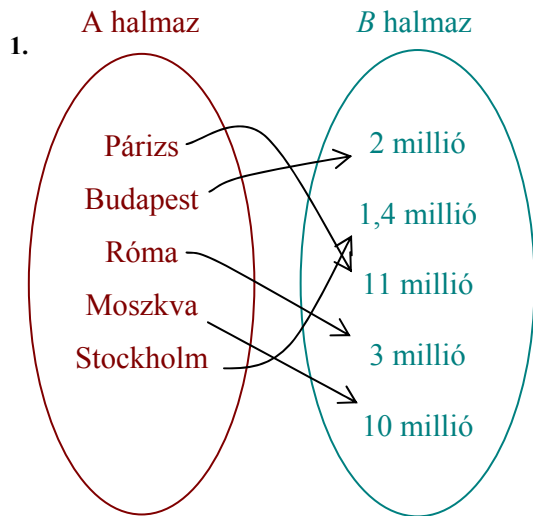 A halmaz
B halmaz
1.
Párizs
Budapest
Róma
Moszkva
Stockholm
2 millió
1,4 millió
11 millió
3 millió
10 millió